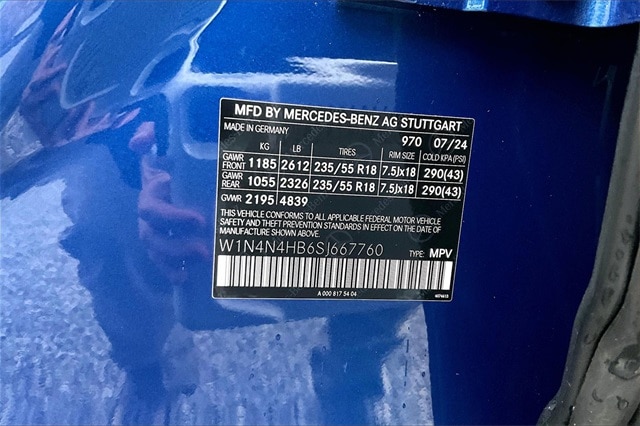 MFD BY MERCEDES-BENZ AG STUTTGART
MADE IN GERMANY 970 07/24
KG LB TIRES RIM SIZE COLD KPA (PSI)
GAWR FRONT 1185 2612 235/55 R18 7.5Jx18 290(43)
GAWR REAR 1055 2326 235/55 R18 7.5Jx18 290(43)
GVWR 2195 4839
THIS VEHICLE CONFORMS TO ALL APPLICABLE FEDERAL MOTOR VEHICLE
SAFETY AND THEFT PREVENTION STANDARDS IN EFFECT ON THE DATE OF
MANUFACTURE SHOWN ABOVE.
W1N4N4HB6SJ667760 TYPE: MPV
A 000 817 54 04